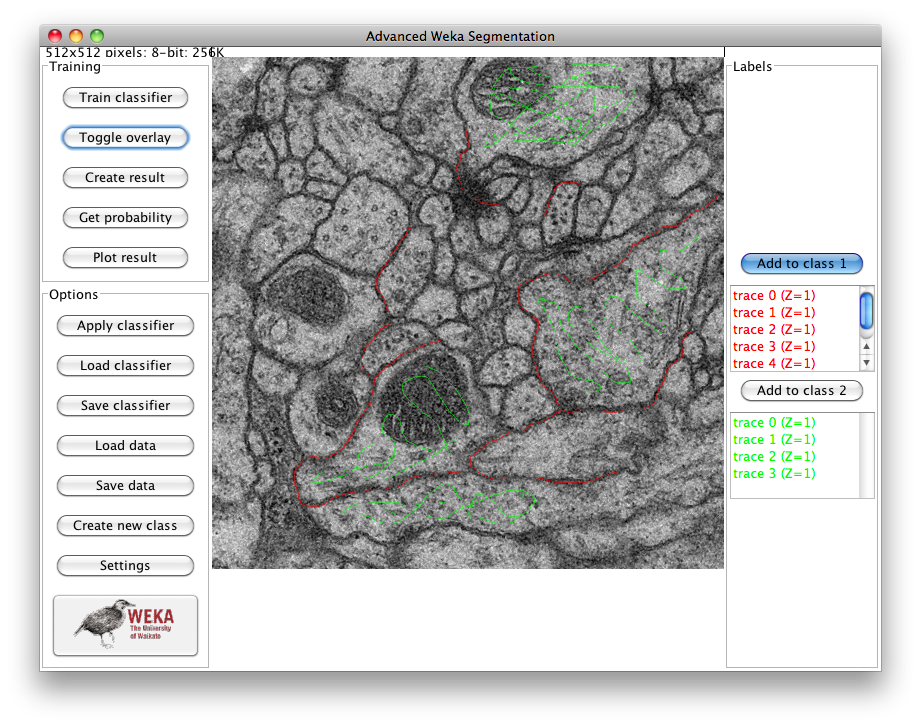 Advanced Weka Segmentation
512x512 pixels; 8-bit; 256K
Training
Train classifier
Toggle overlay
Create result
Get probability
Plot result
Options
Apply classifier
Load classifier
Save classifier
Load data
Save data
Create new class
Settings
WEKA
The University
of Waikato
Labels
Add to class 1
trace 0 (Z=1)
trace 1 (Z=1)
trace 2 (Z=1)
trace 3 (Z=1)
trace 4 (Z=1)
Add to class 2
trace 0 (Z=1)
trace 1 (Z=1)
trace 2 (Z=1)
trace 3 (Z=1)